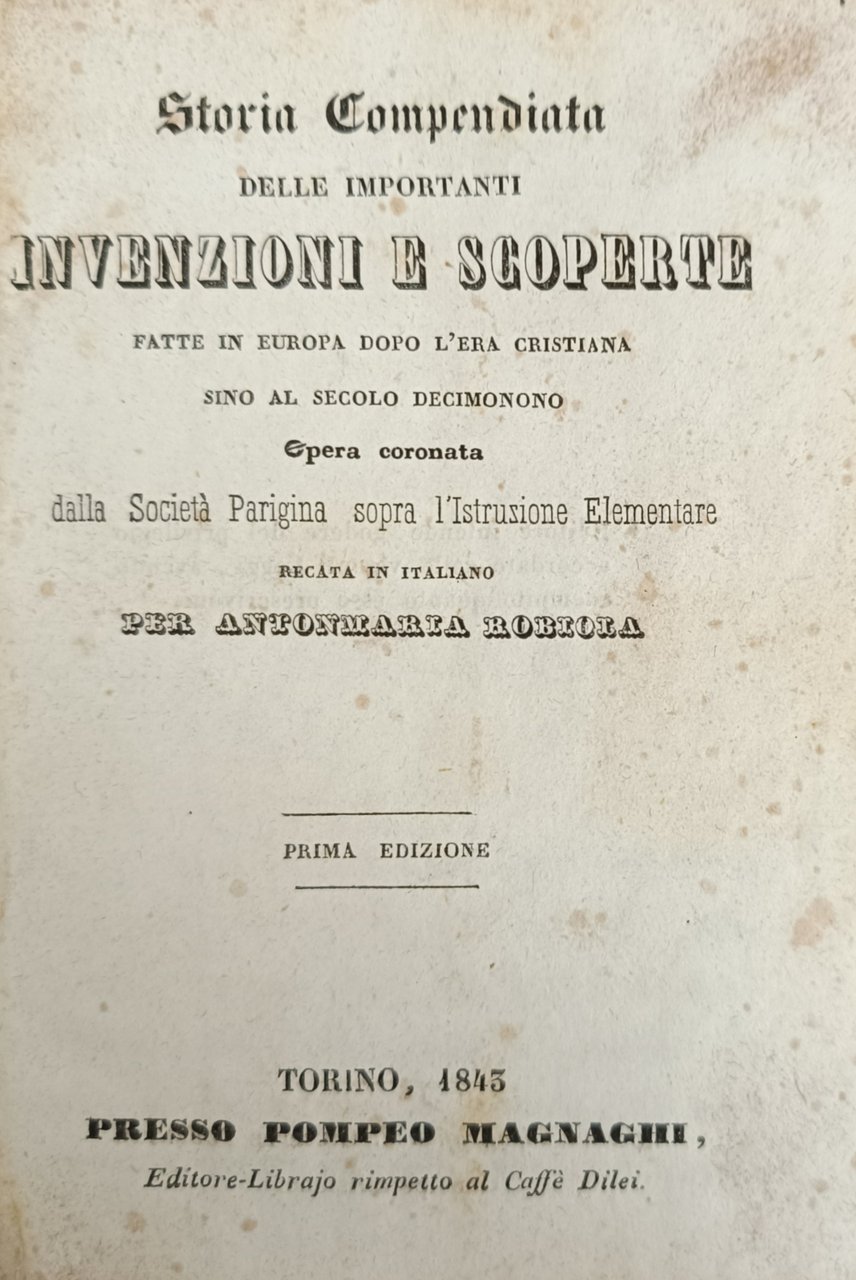 Storia Compendiata
DELLE IMPORTANTI
INVENZIONI E SCOPERTE
FATTE IN EUROPA DOPO L'ERA CRISTIANA
SINO AL SECOLO DECIMONONO
Opera coronata
dalla Società Parigina sopra l'Istruzione Elementare
RECATA IN ITALIANO
PER ANTONMARIA ROBIOLA
PRIMA EDIZIONE
TORINO, 1843
PRESSO POMPEO MAGNAGHI,
Editore-Librajo rimpetto al Caffè Dilei.